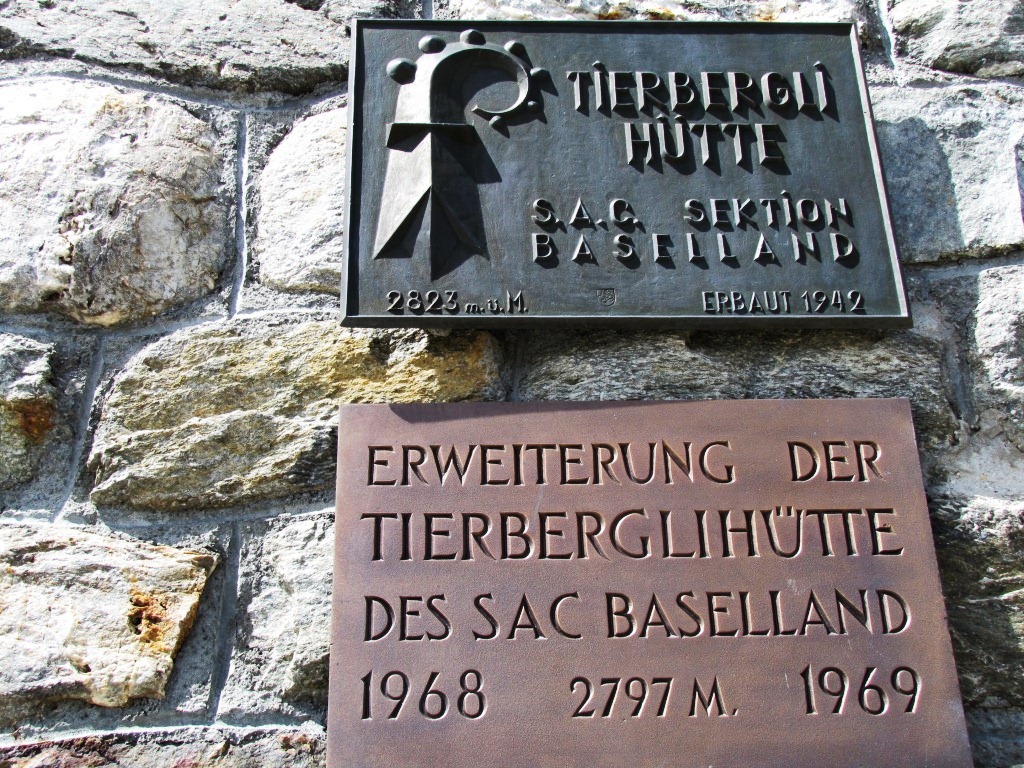 TIERBERGLI
HÜTTE
S.A.C. SEKTION
BASELLAND
2823 m.ü.M. ERBAUT 1942
ERWEITERUNG DER
TIERBERGLIHÜTTE
DES SAC BASELLAND
1968 2797 M. 1969